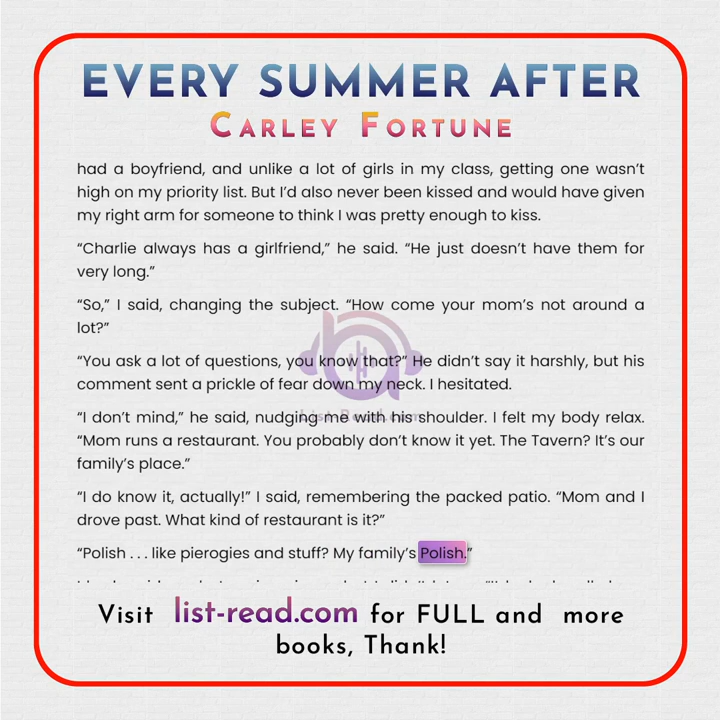 EVERY SUMMER AFTER
CARLEY FORTUNE
had a boyfriend, and unlike a lot of girls in my class, getting one wasn’t
high on my priority list. But I’d also never been kissed and would have given
my right arm for someone to think I was pretty enough to kiss.
“Charlie always has a girlfriend,” he said. “He just doesn’t have them for
very long.”
“So,” I said, changing the subject. “How come your mom’s not around a
lot?”
“You ask a lot of questions, you know that?” He didn’t say it harshly, but his
comment sent a prickle of fear down my neck. I hesitated.
“I don’t mind,” he said, nudging me with his shoulder. I felt my body relax.
“Mom runs a restaurant. You probably don’t know it yet. The Tavern? It’s our
family’s place.”
“I do know it, actually!” I said, remembering the packed patio. “Mom and I
drove past. What kind of restaurant is it?”
“Polish . . . like pierogies and stuff? My family’s Polish.”
Visit list-read.com for FULL and more
books, Thank!